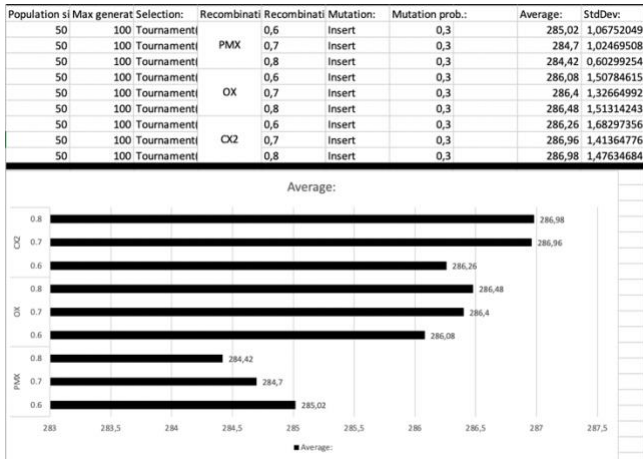 Population si Max generat Selection: Recombinati Recombinati Mutation: Mutation prob.: Average: StdDev:
50 100 Tournament( 0,6 Insert 0,3 285,02 1,06752049
50 100 Tournament( PMX 0,7 Insert 0,3 284,7 1,02469508
50 100 Tournament( 0,8 Insert 0,3 284,42 0,60299254
50 100 Tournament( 0,6 Insert 0,3 286,08 1,50784615
50 100 Tournament( OX 0,7 Insert 0,3 286,4 1,32664992
50 100 Tournament( 0,8 Insert 0,3 286,48 1,51314243
50 100 Tournament( 0,6 Insert 0,3 286,26 1,68297356
50 100 Tournament( CX2 0,7 Insert 0,3 286,96 1,41364776
50 100 Tournament( 0,8 Insert 0,3 286,98 1,47634684
Average:
0.8 286,98
CX2 0.7 286,96
0.6 286,26
0.8 286,48
OX 0.7 286,4
0.6 286,08
0.8 284,42
PMX 0.7 284,7
0.6 285,02
283 283,5 284 284,5 285 285,5 286 286,5 287 287,5
Average: